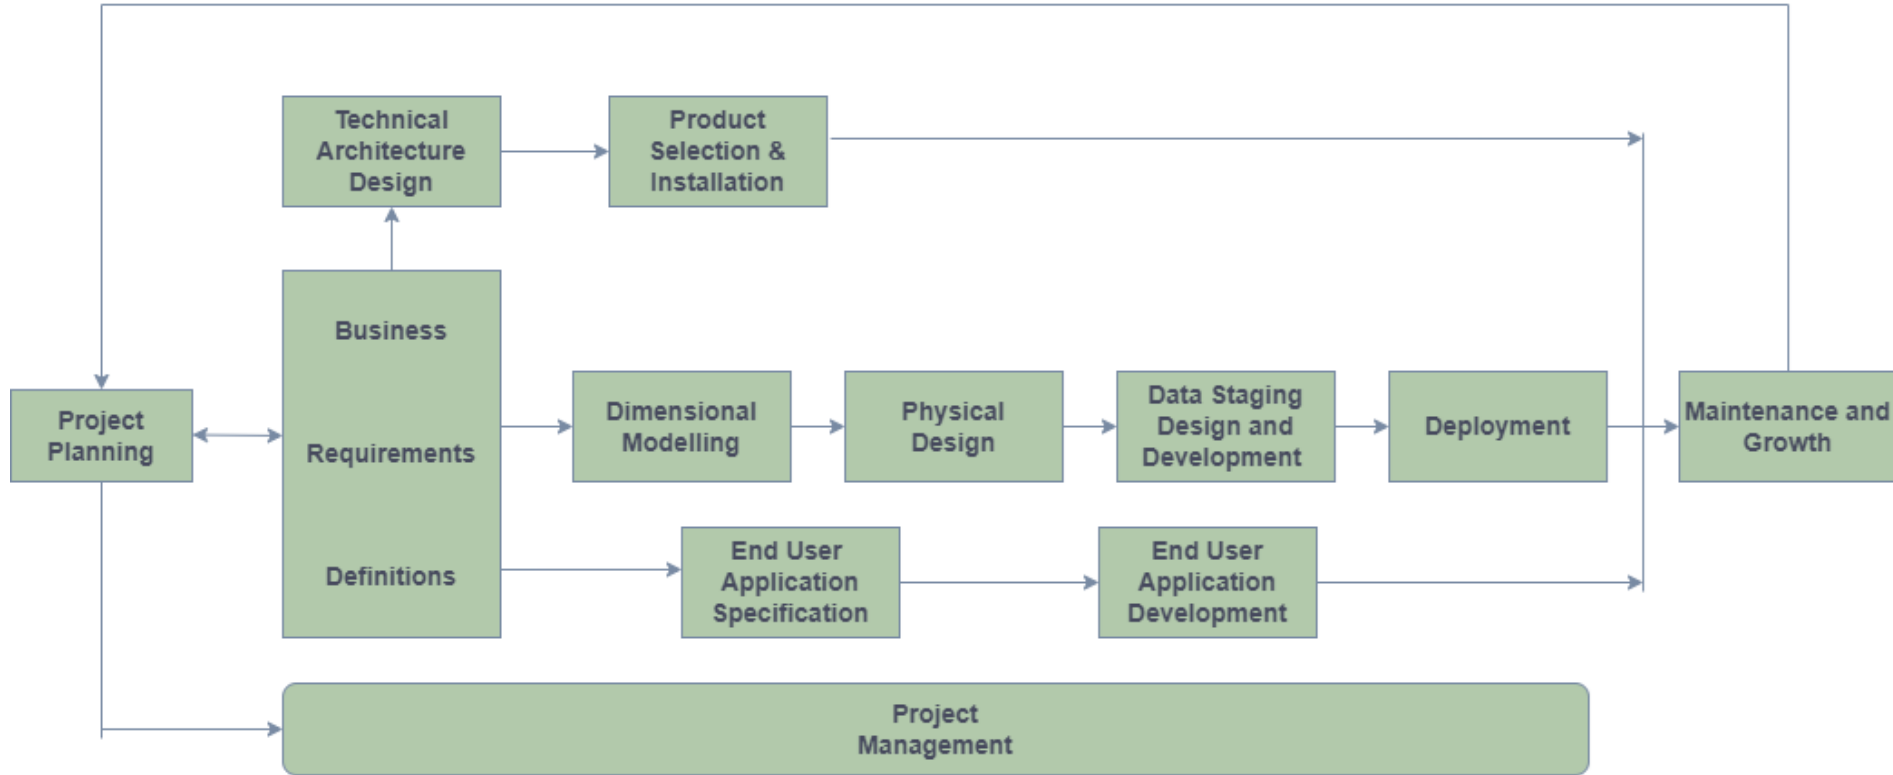 Technical
Architecture
Design
Product
Selection &
Installation
Business
Requirements
Definitions
Project
Planning
Dimensional
Modelling
Physical
Design
Data Staging
Design and
Development
Deployment
Maintenance and
Growth
End User
Application
Specification
End User
Application
Development
Project
Management